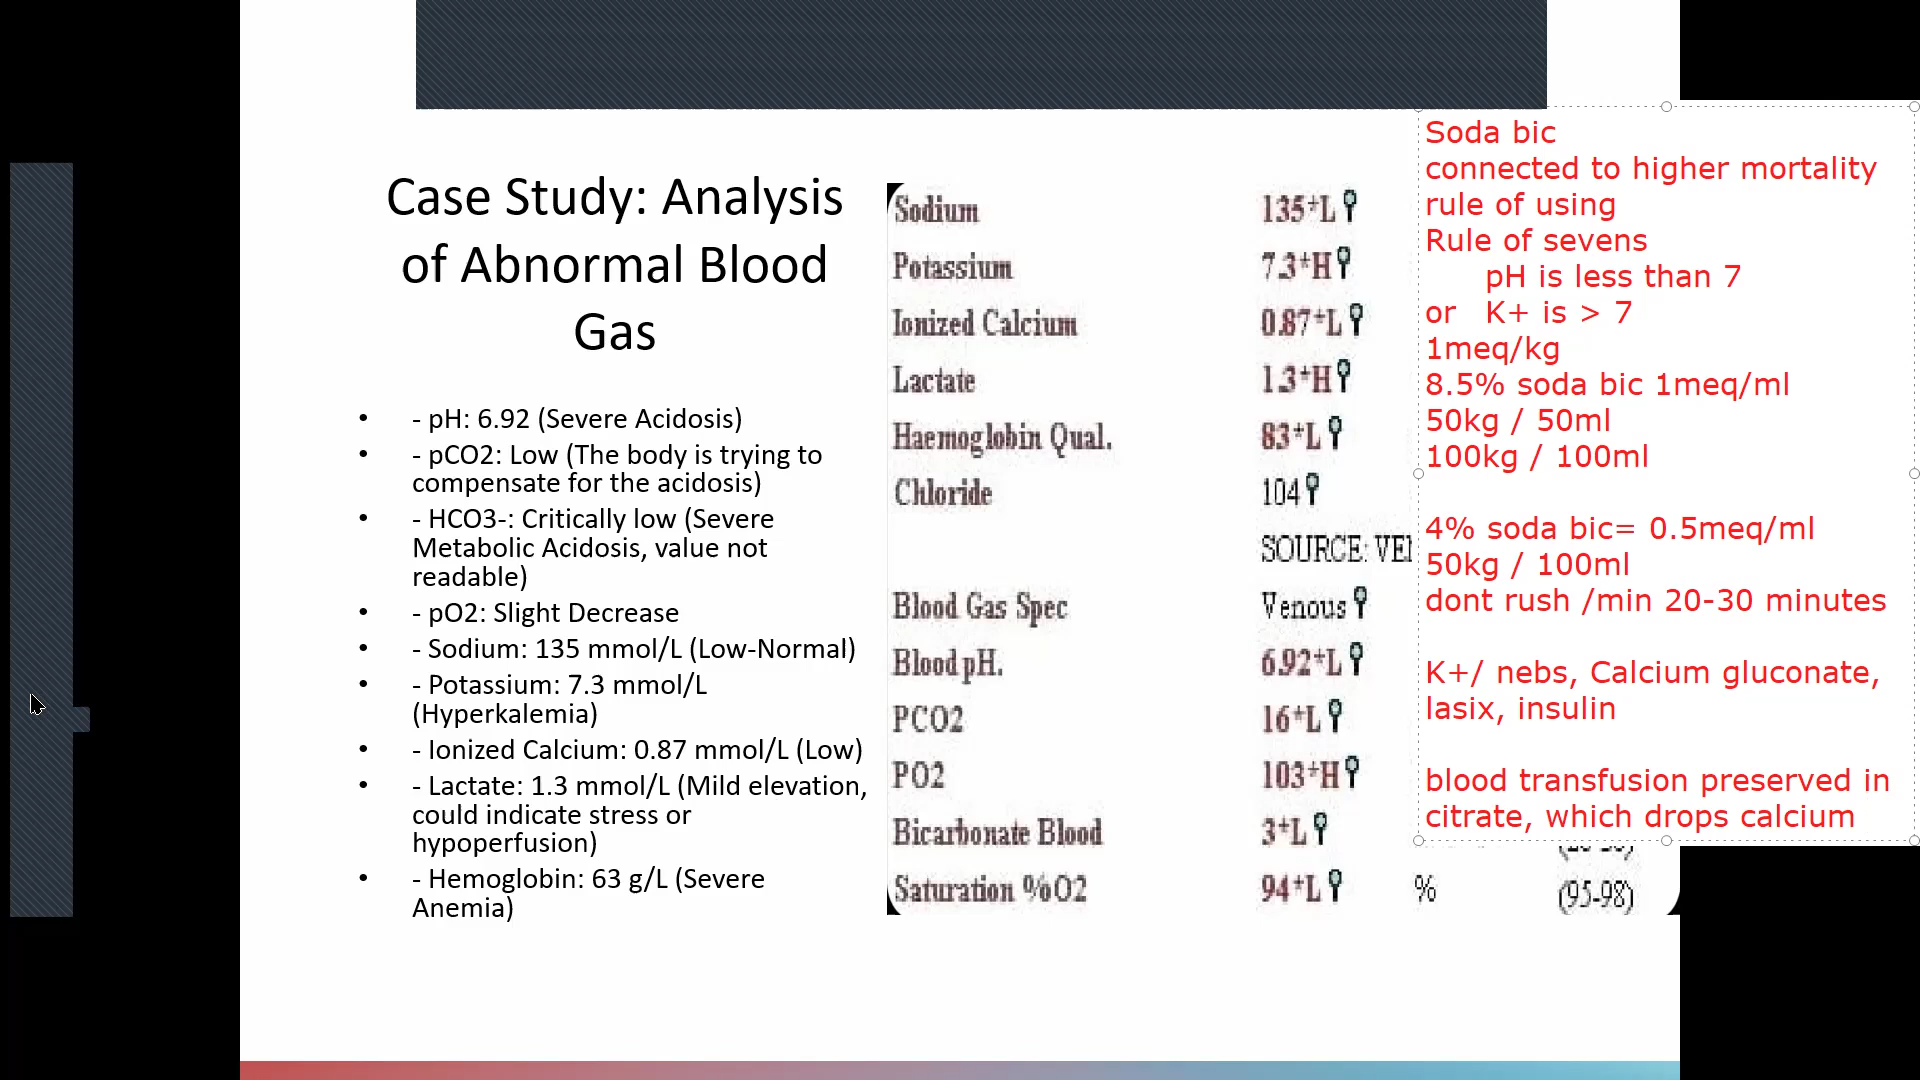 Case Study: Analysis
of Abnormal Blood
Gas
• - pH: 6.92 (Severe Acidosis)
• - pCO2: Low (The body is trying to
compensate for the acidosis)
• - HCO3-: Critically low (Severe
Metabolic Acidosis, value not
readable)
• - pO2: Slight Decrease
• - Sodium: 135 mmol/L (Low-Normal)
• - Potassium: 7.3 mmol/L
(Hyperkalemia)
• - Ionized Calcium: 0.87 mmol/L (Low)
• - Lactate: 1.3 mmol/L (Mild elevation,
could indicate stress or
hypoperfusion)
• - Hemoglobin: 63 g/L (Severe
Anemia)
Sodium 135*L
Potassium 7.3*H
Ionized Calcium 0.87*L
Lactate 1.3*H
Haemoglobin Qual. 83*L
Chloride 104
SOURCE: VE
Blood Gas Spec Venous
Blood pH. 6.92*L
PCO2 16*L
PO2 103*H
Bicarbonate Blood 3*L
Saturation %O2 94*L % (95-98)
Soda bic
connected to higher mortality
rule of using
Rule of sevens
pH is less than 7
or K+ is > 7
1meq/kg
8.5% soda bic 1meq/ml
50kg / 50ml
100kg / 100ml
4% soda bic= 0.5meq/ml
50kg / 100ml
dont rush /min 20-30 minutes
K+/ nebs, Calcium gluconate,
lasix, insulin
blood transfusion preserved in
citrate, which drops calcium